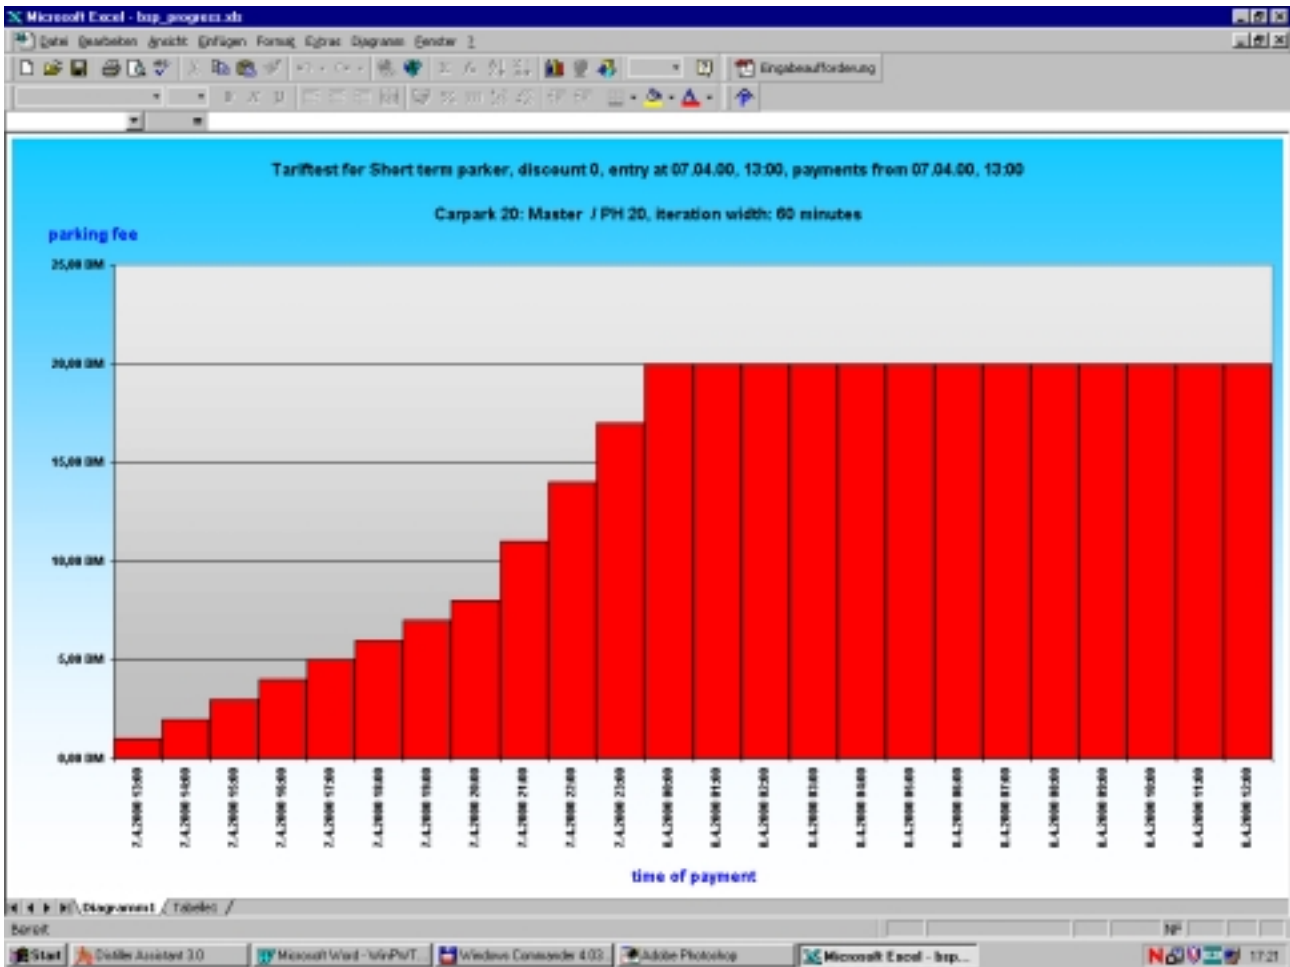 Microsoft Excel - bsp_progress.xls
Datei Bearbeiten Ansicht Einfügen Format Extras Diagramm Fenster ?
Eingabeaufforderung
Tariftest for Short term parker, discount 0, entry at 07.04.00, 13:00, payments from 07.04.00, 13:00
Carpark 20: Master / PH 20, iteration width: 60 minutes
parking fee
25,00 DM
20,00 DM
15,00 DM
10,00 DM
5,00 DM
0,00 DM
7.4.2000 13:00
7.4.2000 14:00
7.4.2000 15:00
7.4.2000 16:00
7.4.2000 17:00
7.4.2000 18:00
7.4.2000 19:00
7.4.2000 20:00
7.4.2000 21:00
7.4.2000 22:00
7.4.2000 23:00
8.4.2000 00:00
8.4.2000 01:00
8.4.2000 02:00
8.4.2000 03:00
8.4.2000 04:00
8.4.2000 05:00
8.4.2000 06:00
8.4.2000 07:00
8.4.2000 08:00
8.4.2000 09:00
8.4.2000 10:00
8.4.2000 11:00
8.4.2000 12:00
time of payment
Diagramm1 / Tabelle1
Bereit NF
Start Distiller Assistant 3.0 Microsoft Word - WinPWT... Windows Commander 4.03 Adobe Photoshop Microsoft Excel - bsp... 17:21